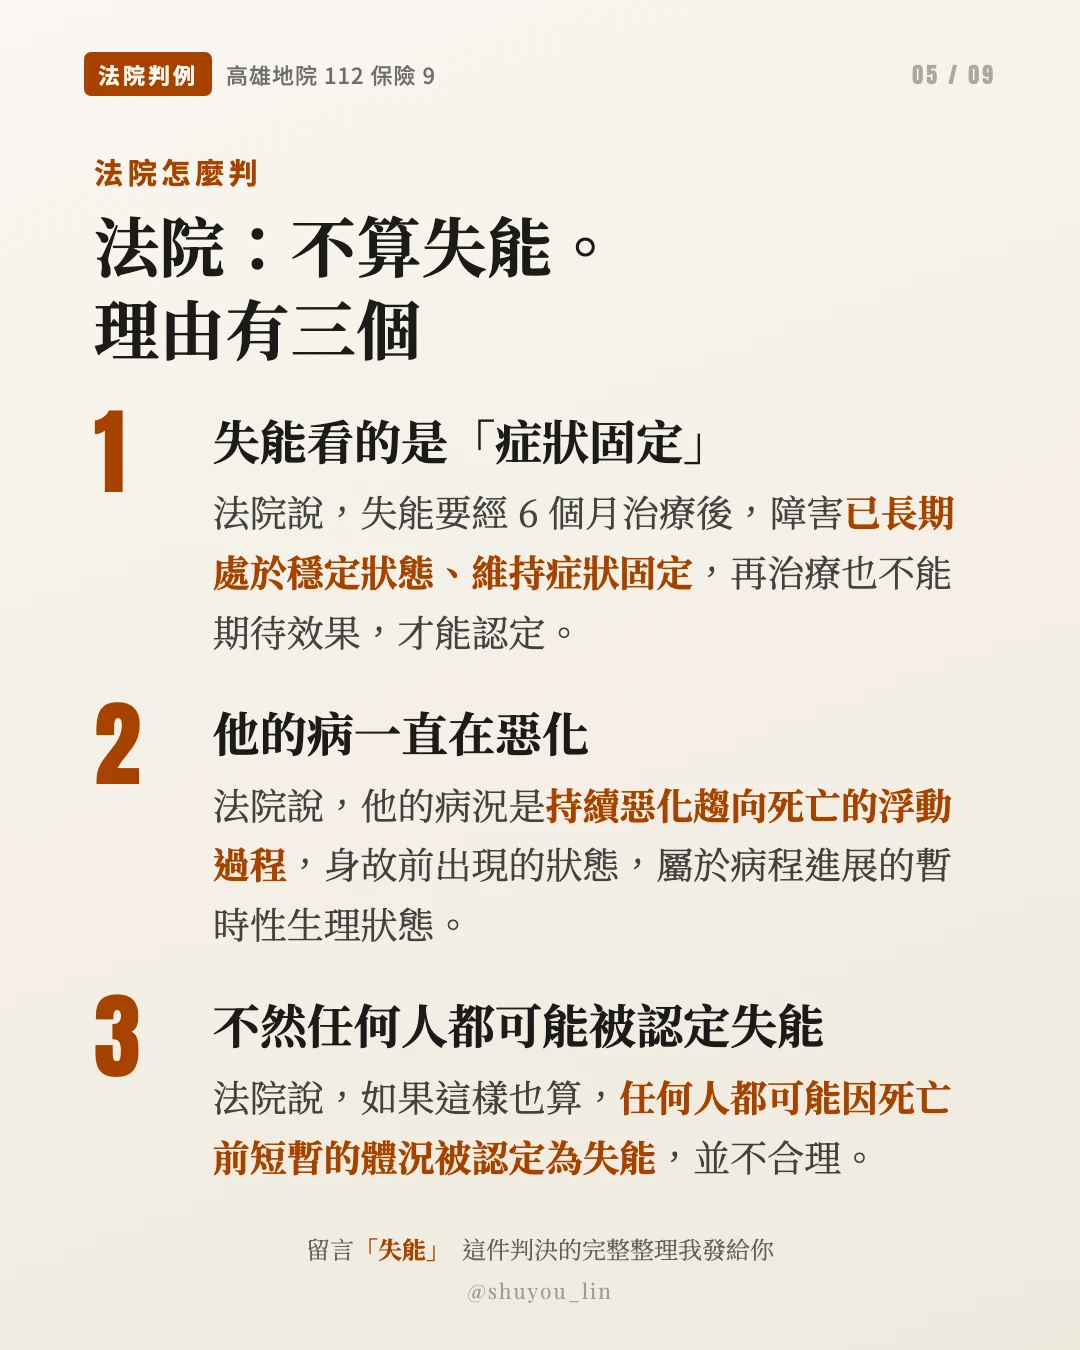 法院判例 高雄地院 112 保險 9
05 / 09
法院怎麼判
法院：不算失能。
理由有三個
1
失能看的是「症狀固定」
法院說，失能要經 6 個月治療後，障害已長期
處於穩定狀態、維持症狀固定，再治療也不能
期待效果，才能認定。
2
他的病一直在惡化
法院說，他的病況是持續惡化趨向死亡的浮動
過程，身故前出現的狀態，屬於病程進展的暫
時性生理狀態。
3
不然任何人都可能被認定失能
法院說，如果這樣也算，任何人都可能因死亡
前短暫的體況被認定為失能，並不合理。
留言「失能」 這件判決的完整整理我發給你
@shuyou_lin